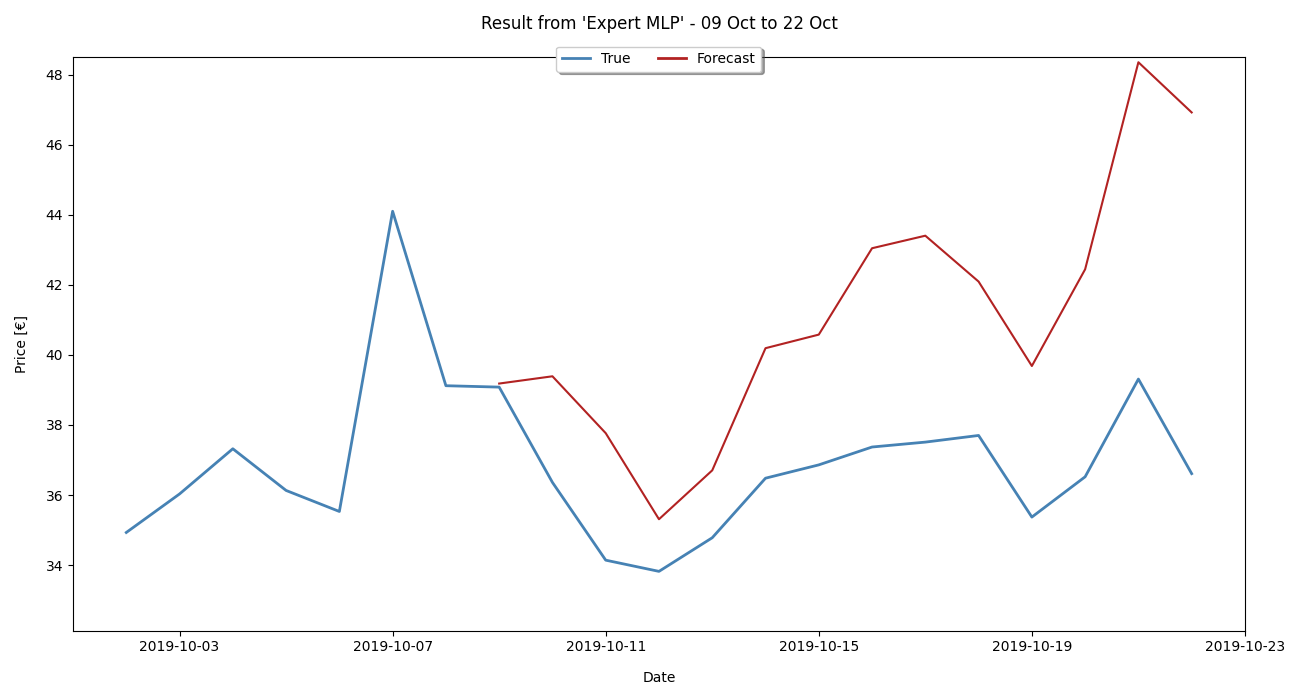 Result from 'Expert MLP' - 09 Oct to 22 Oct
True Forecast
48
46
44
42
40
38
36
34
Price [€]
2019-10-03 2019-10-07 2019-10-11 2019-10-15 2019-10-19 2019-10-23
Date